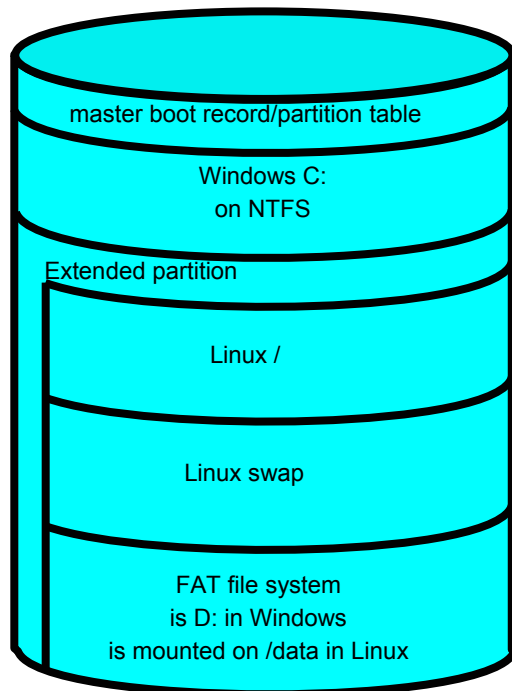 master boot record/partition table
Windows C:
on NTFS
Extended partition
Linux /
Linux swap
FAT file system
is D: in Windows
is mounted on /data in Linux